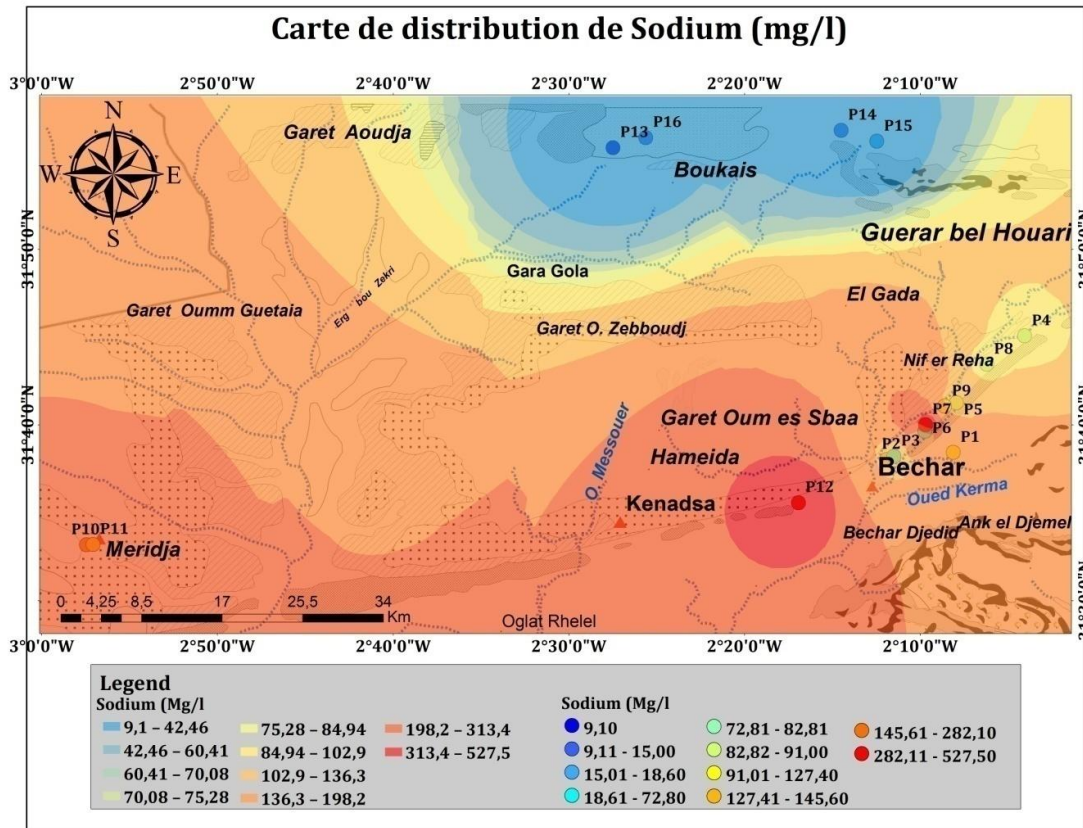 Carte de distribution de Sodium (mg/l)
3°0'0"W 2°50'0"W 2°40'0"W 2°30'0"W 2°20'0"W 2°10'0"W
N
W E
S
Garet Aoudja
P13 P16
P14
P15
Boukais
Guerar bel Houari
31°50'0"N
31°50'0"N
Gara Gola
Erg bou Zekri
El Gada
Garet Oumm Guetaia
Garet O. Zebboudj
P4
P8
Nif er Reha
P9
P7 P5
P6
31°40'0"N
31°40'0"N
Garet Oum es Sbaa
P2 P3 P1
Hameida
Bechar
O. Messouer
Oued Kerma
Kenadsa
P12
Bechar Djedid
Ank el Djèmel
P10 P11
Meridja
0 4,25 8,5 17 25,5 34
Km
Oglat Rhelel
3°0'0"W 2°50'0"W 2°40'0"W 2°30'0"W 2°20'0"W 2°10'0"W
Legend
Sodium (Mg/l
9,1 – 42,46
42,46 – 60,41
60,41 – 70,08
70,08 – 75,28
75,28 – 84,94
84,94 – 102,9
102,9 – 136,3
136,3 – 198,2
198,2 – 313,4
313,4 – 527,5
Sodium (Mg/l
9,10
9,11 - 15,00
15,01 - 18,60
18,61 - 72,80
72,81 - 82,81
82,82 - 91,00
91,01 - 127,40
127,41 - 145,60
145,61 - 282,10
282,11 - 527,50